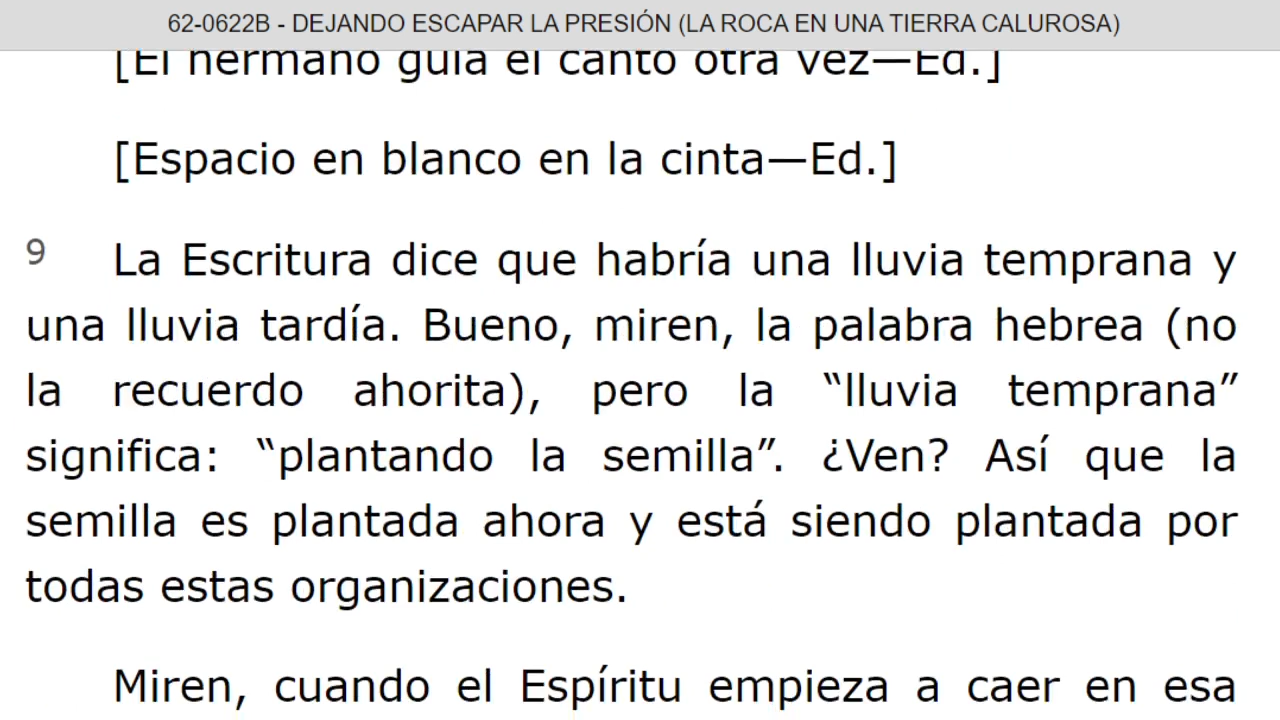 62-0622B - DEJANDO ESCAPAR LA PRESIÓN (LA ROCA EN UNA TIERRA CALUROSA)
[El hermano guía el canto otra vez—Ed.]
[Espacio en blanco en la cinta—Ed.]
9 La Escritura dice que habría una lluvia temprana y
una lluvia tardía. Bueno, miren, la palabra hebrea (no
la recuerdo ahorita), pero la “lluvia temprana”
significa: “plantando la semilla”. ¿Ven? Así que la
semilla es plantada ahora y está siendo plantada por
todas estas organizaciones.
Miren, cuando el Espíritu empieza a caer en esa